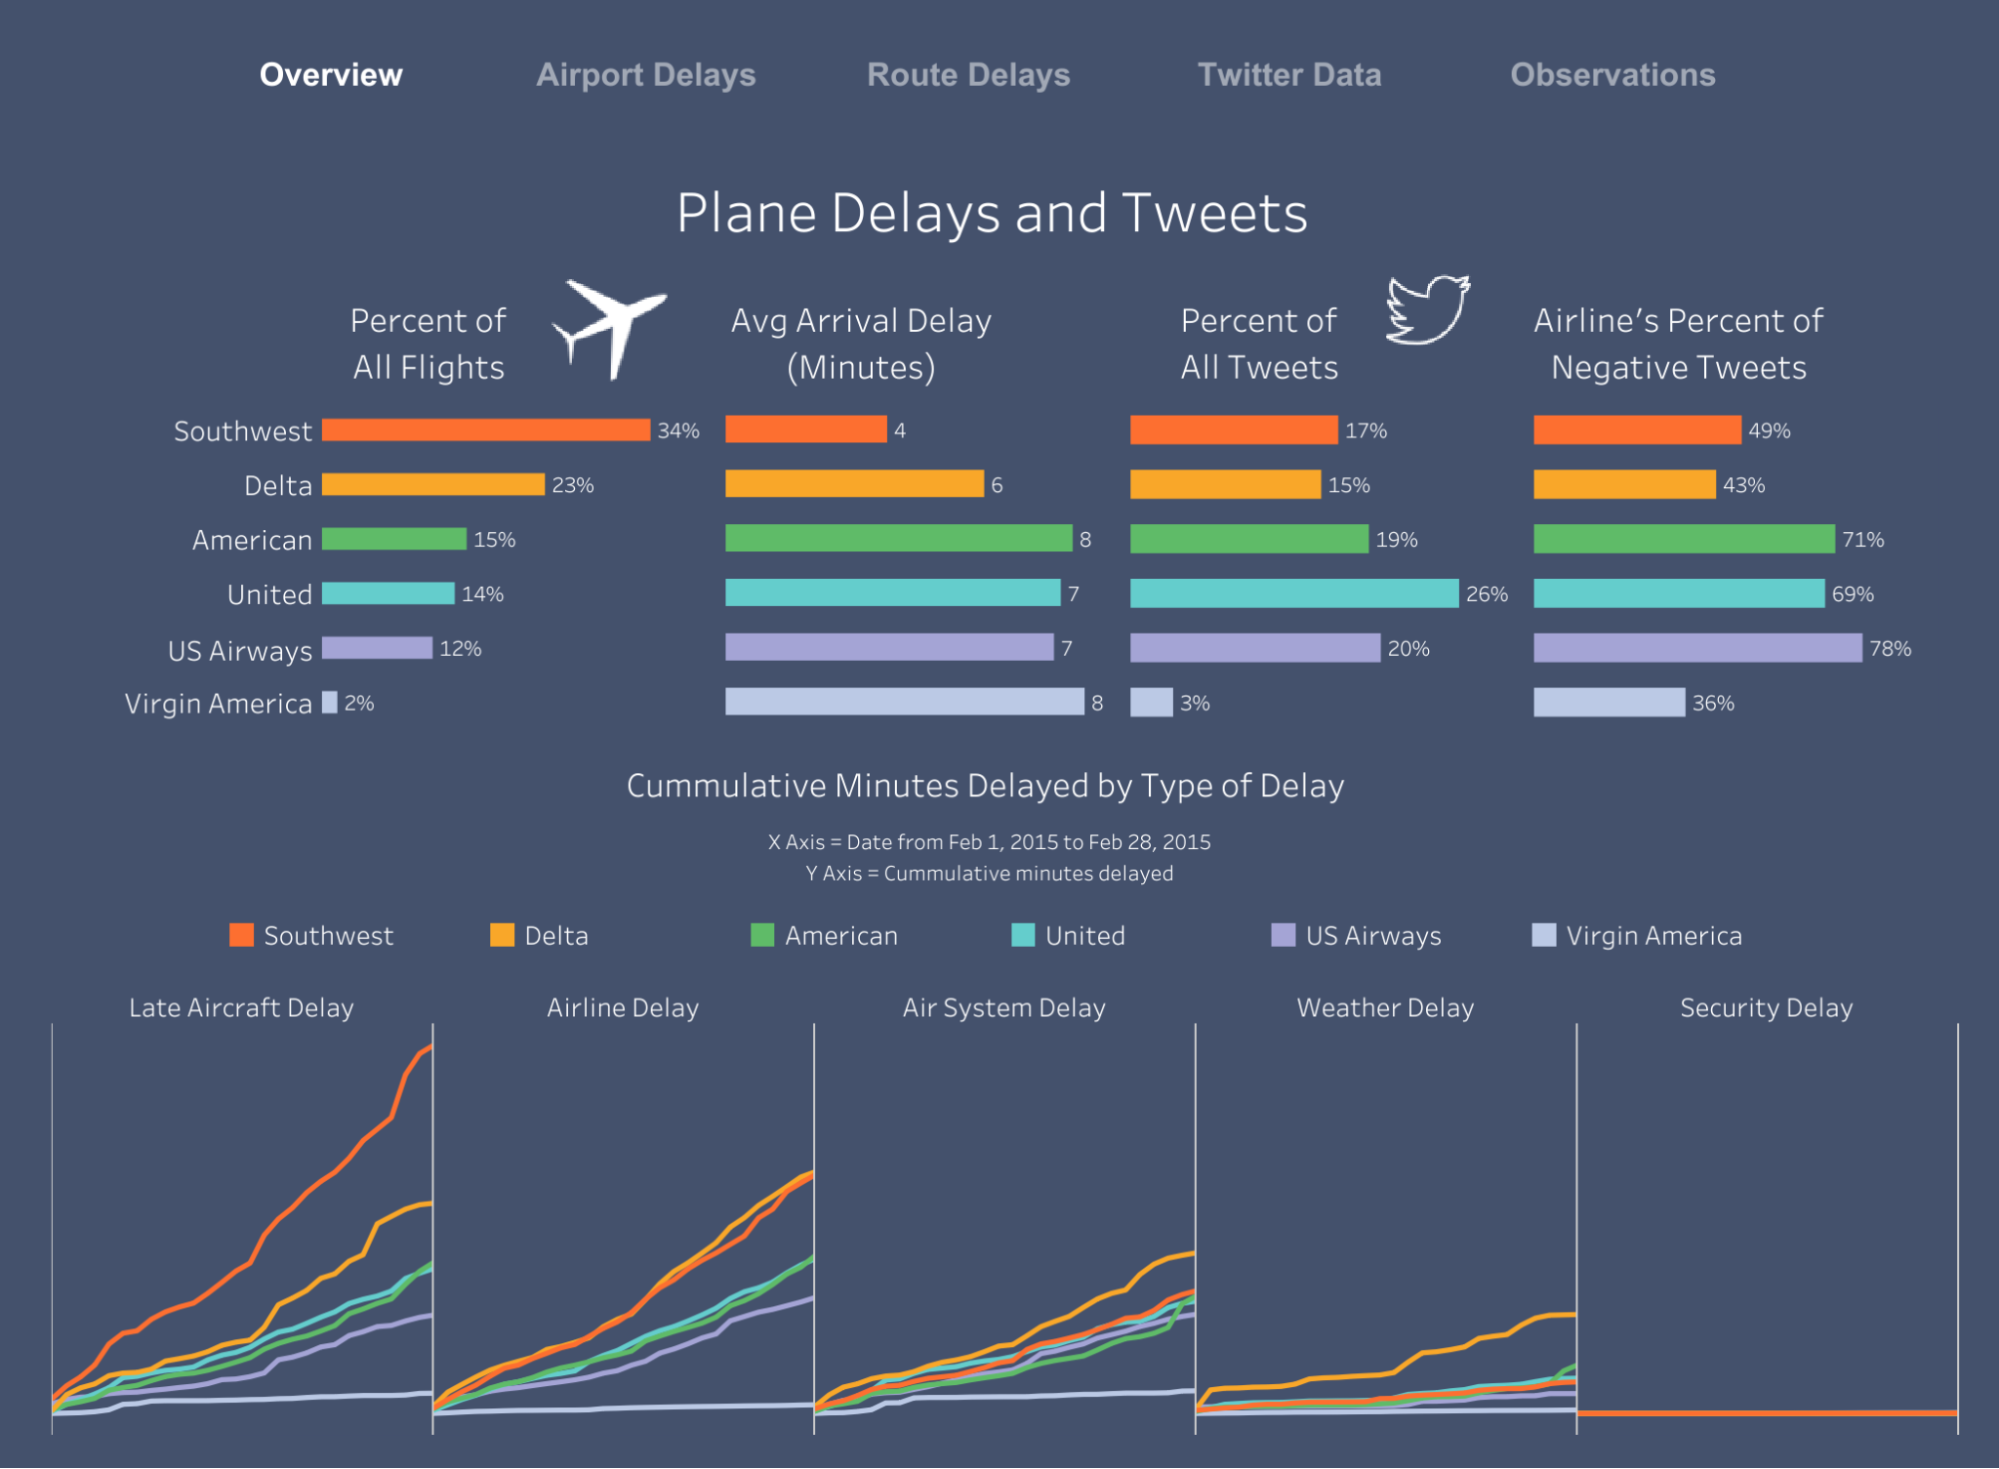 Overview Airport Delays Route Delays Twitter Data Observations
Plane Delays and Tweets
Percent of
All Flights
Avg Arrival Delay
(Minutes)
Percent of
All Tweets
Airline's Percent of
Negative Tweets
Southwest 34% 4 17% 49%
Delta 23% 6 15% 43%
American 15% 8 19% 71%
United 14% 7 26% 69%
US Airways 12% 7 20% 78%
Virgin America 2% 8 3% 36%
Cummulative Minutes Delayed by Type of Delay
X Axis = Date from Feb 1, 2015 to Feb 28, 2015
Y Axis = Cummulative minutes delayed
Southwest Delta American United US Airways Virgin America
Late Aircraft Delay Airline Delay Air System Delay Weather Delay Security Delay